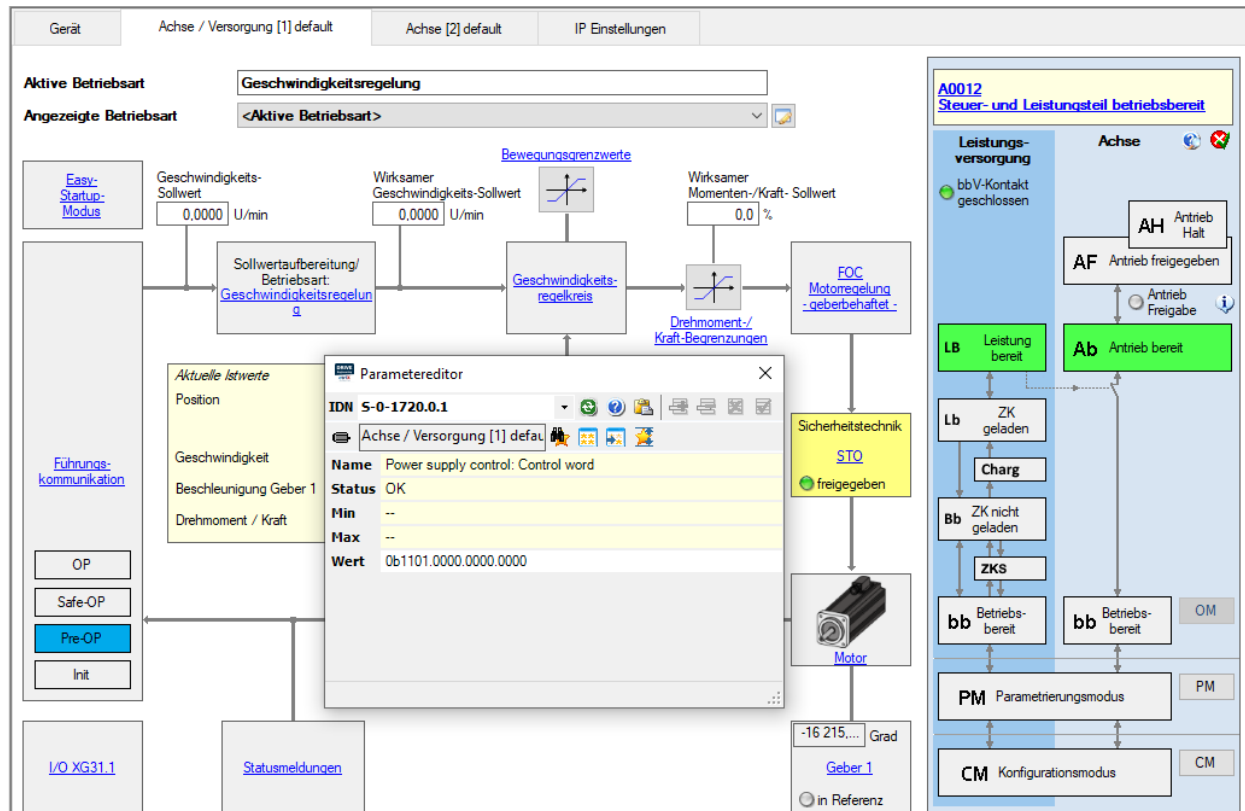 Gerät
Achse / Versorgung [1] default
Achse [2] default
IP Einstellungen
Aktive Betriebsart
Geschwindigkeitsregelung
Angezeigte Betriebsart
<Aktive Betriebsart>
Easy-
Startup-
Modus
Geschwindigkeits-
Sollwert
0,0000 U/min
Wirksamer
Geschwindigkeits-Sollwert
0,0000 U/min
Bewegungsgrenzwerte
Wirksamer
Momenten-/Kraft- Sollwert
0,0 %
Führungs-
kommunikation
Sollwertaufbereitung/
Betriebsart:
Geschwindigkeitsregelun
g
Geschwindigkeits-
regelkreis
Drehmoment-/
Kraft-Begrenzungen
FOC
Motorregelung
- geberbehaftet -
Aktuelle Istwerte
Position
Geschwindigkeit
Beschleunigung Geber 1
Drehmoment / Kraft
Parametereditor
IDN S-0-1720.0.1
Achse / Versorgung [1] defau
Name Power supply control: Control word
Status OK
Min --
Max --
Wert 0b1101.0000.0000.0000
Sicherheitstechnik
STO
freigegeben
OP
Safe-OP
Pre-OP
Init
Motor
I/O XG31.1
Statusmeldungen
-16 215,... Grad
Geber 1
in Referenz
A0012
Steuer- und Leistungsteil betriebsbereit
Leistungs-
versorgung
Achse
bbV-Kontakt
geschlossen
AH Antrieb
Halt
AF Antrieb freigegeben
Antrieb
Freigabe
LB Leistung
bereit
Ab Antrieb bereit
Lb ZK
geladen
Charg
Bb ZK nicht
geladen
ZKS
bb Betriebs-
bereit
bb Betriebs-
bereit
OM
PM Parametrierungsmodus
PM
CM Konfigurationsmodus
CM